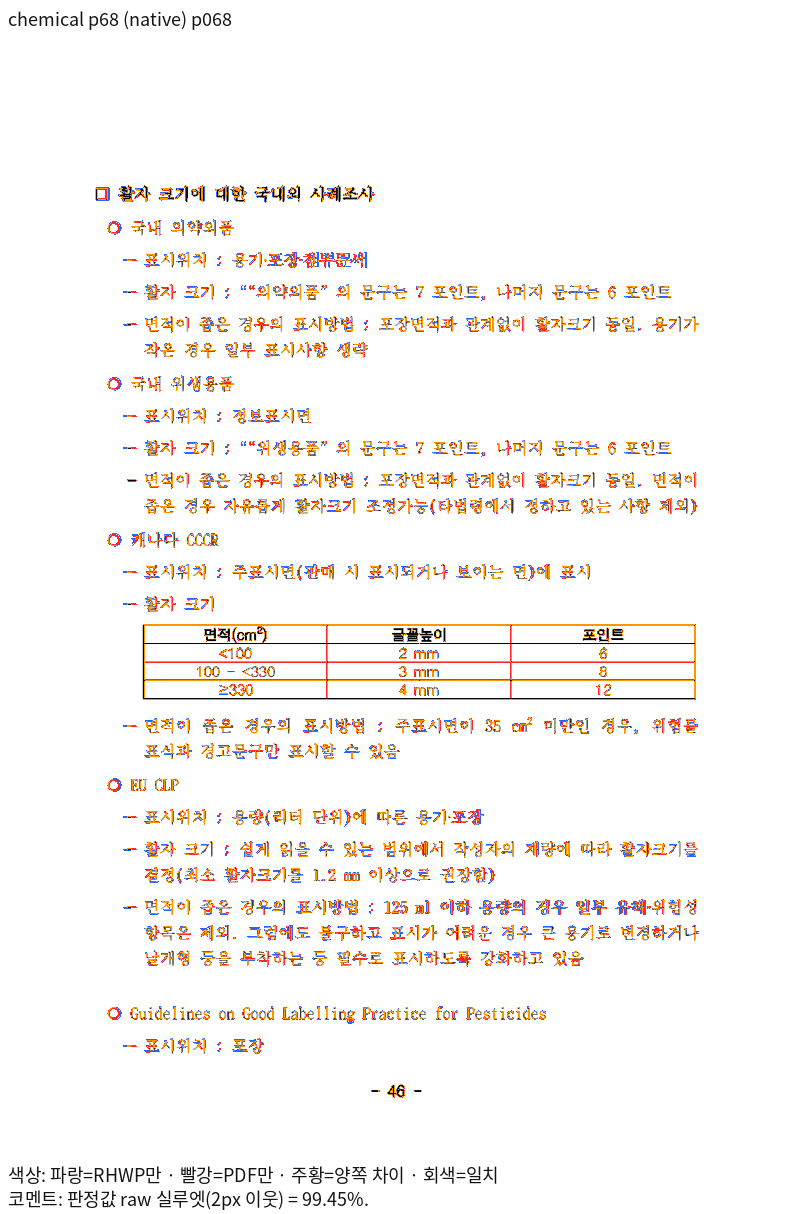 chemical p68 (native) p068
□ 활자 크기에 대한 국내외 사례조사
○ 국내 의약외품
- 표시위치 : 용기·포장·첨부문서
- 활자 크기 : ““의약외품” 의 문구는 7 포인트, 나머지 문구는 6 포인트
- 면적이 좁은 경우의 표시방법 : 포장면적과 관계없이 활자크기 동일. 용기가
작은 경우 일부 표시사항 생략
○ 국내 위생용품
- 표시위치 : 정보표시면
- 활자 크기 : ““위생용품” 의 문구는 7 포인트, 나머지 문구는 6 포인트
- 면적이 좁은 경우의 표시방법 : 포장면적과 관계없이 활자크기 동일. 면적이
좁은 경우 자유롭게 활자크기 조정가능(타법령에서 정하고 있는 사항 제외)
○ 캐나다 CCCR
- 표시위치 : 주표시면(판매 시 표시되거나 보이는 면)에 표시
- 활자 크기
면적(cm²) 글꼴높이 포인트
<100 2 mm 6
100 - <330 3 mm 8
≥330 4 mm 12
- 면적이 좁은 경우의 표시방법 : 주표시면이 35 cm² 미만인 경우, 위험를
표식과 경고문구만 표시할 수 있음
○ EU CLP
- 표시위치 : 용량(리터 단위)에 따른 용기·포장
- 활자 크기 : 쉽게 읽을 수 있는 범위에서 작성자의 재량에 따라 활자크기를
결정(최소 활자크기를 1.2 mm 이상으로 권장함)
- 면적이 좁은 경우의 표시방법 : 125 ml 이하 용량의 경우 일부 유해·위험성
항목은 제외. 그럼에도 불구하고 표시가 어려운 경우 큰 용기로 변경하거나
날개형 등을 부착하는 등 필수로 표시하도록 강화하고 있음
○ Guidelines on Good Labelling Practice for Pesticides
- 표시위치 : 포장
- 46 -
색상: 파랑=RHWP만 · 빨강=PDF만 · 주황=양쪽 차이 · 회색=일치
코멘트: 판정값 raw 실루엣(2px 이웃) = 99.45%.